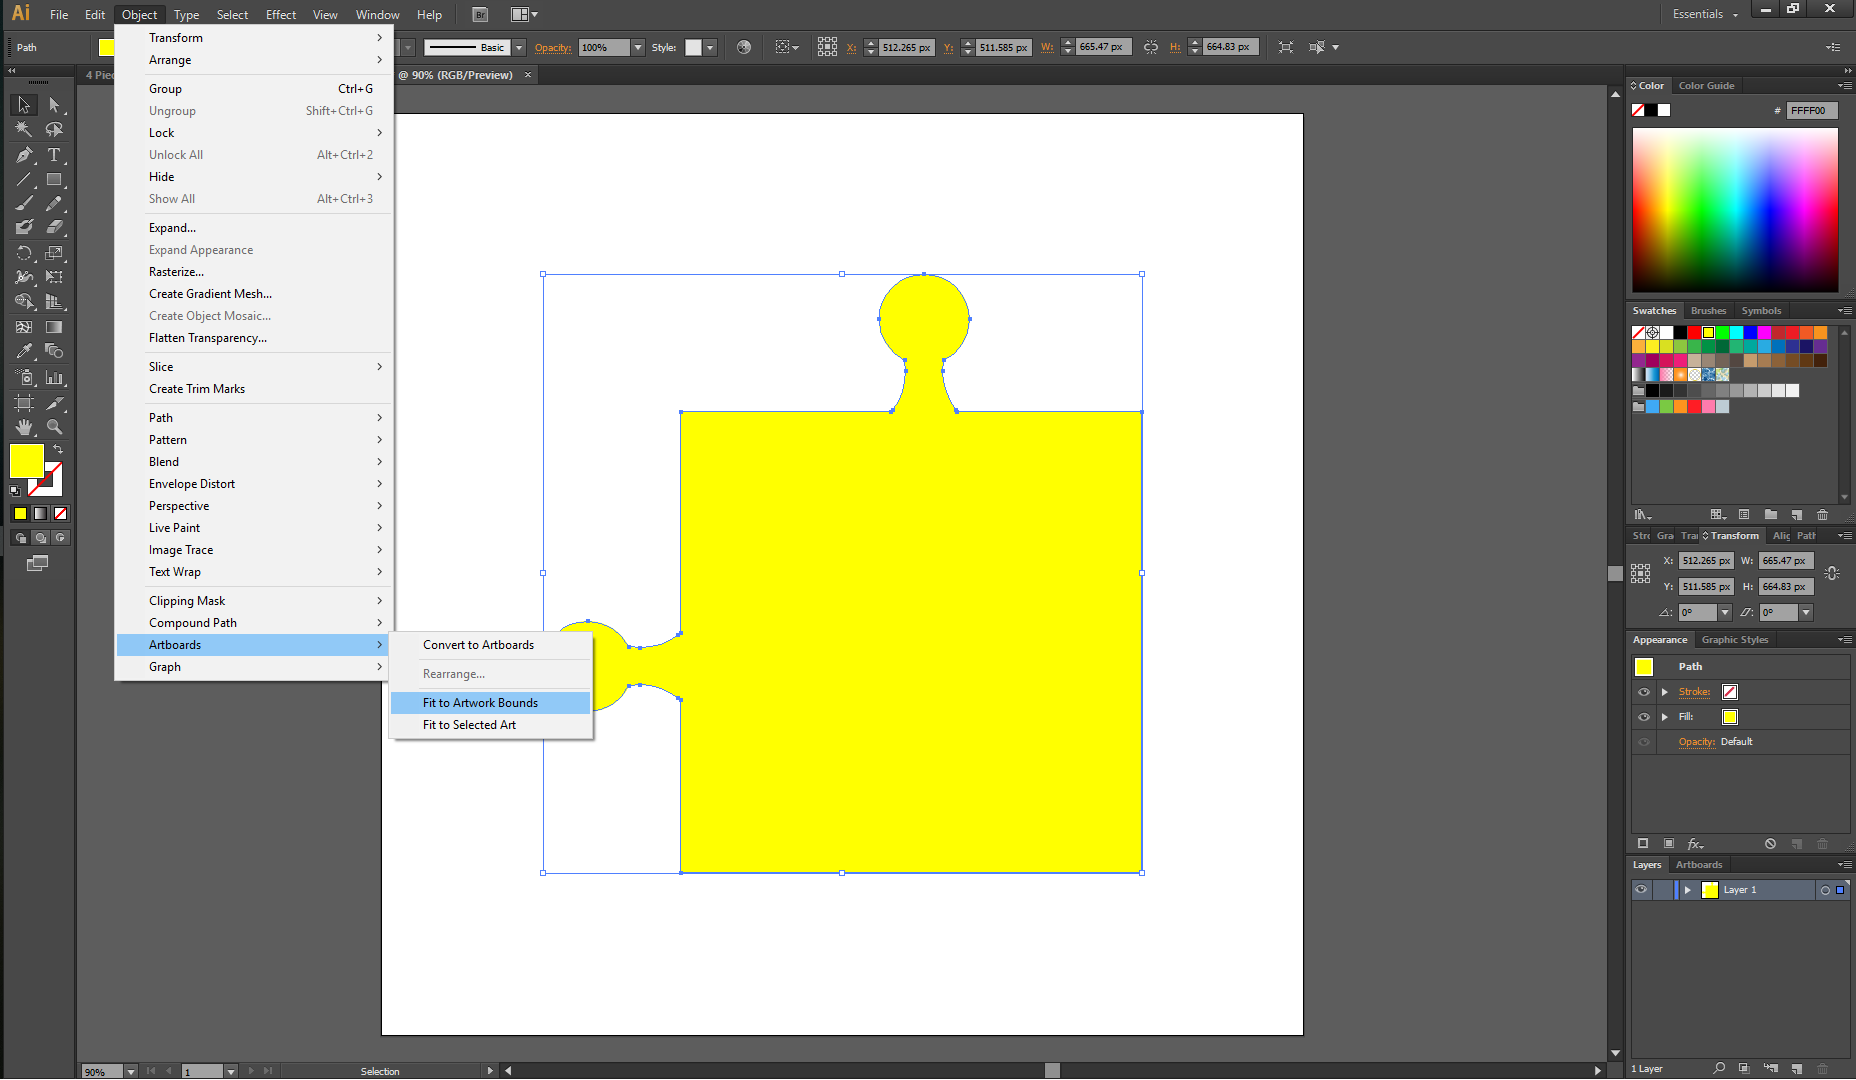 Ai File Edit Object Type Select Effect View Window Help Br Essentials
Path Basic Opacity: 100% Style: X: 512.265 px Y: 511.585 px W: 665.47 px H: 664.83 px
4 Piec @ 90% (RGB/Preview) ×
Transform
Arrange
Group Ctrl+G
Ungroup Shift+Ctrl+G
Lock
Unlock All Alt+Ctrl+2
Hide
Show All Alt+Ctrl+3
Expand...
Expand Appearance
Rasterize...
Create Gradient Mesh...
Create Object Mosaic...
Flatten Transparency...
Slice
Create Trim Marks
Path
Pattern
Blend
Envelope Distort
Perspective
Live Paint
Image Trace
Text Wrap
Clipping Mask
Compound Path
Artboards
Graph
Convert to Artboards
Rearrange...
Fit to Artwork Bounds
Fit to Selected Art
Color Color Guide
# FFFF00
Swatches Brushes Symbols
Str Gra Tra Transform Alig Path
X: 512.265 px W: 665.47 px
Y: 511.585 px H: 664.83 px
0° 0°
Appearance Graphic Styles
Path
Stroke:
Fill:
Opacity: Default
fx
Layers Artboards
Layer 1
1 Layer
90% 1 Selection